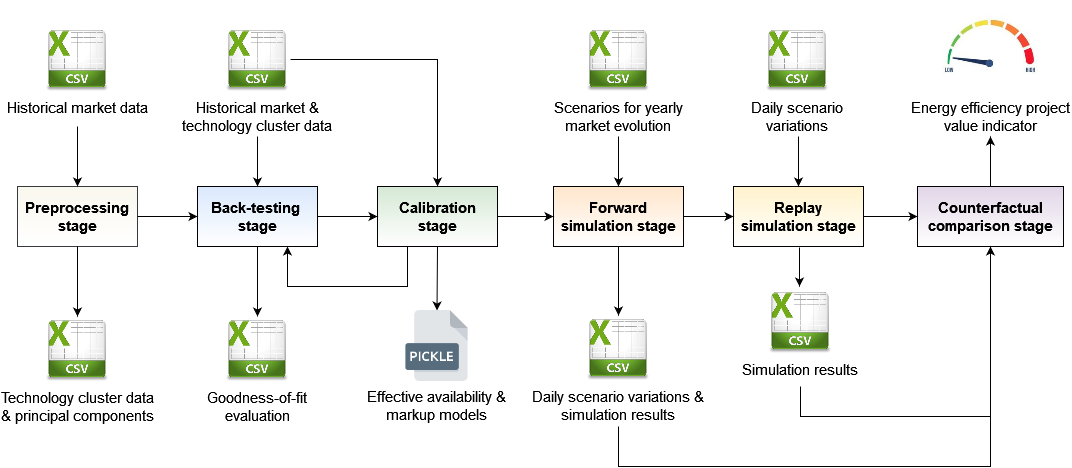 CSV
CSV
CSV
CSV
LOW
HIGH
Historical market data
Historical market &
technology cluster data
Scenarios for yearly
market evolution
Daily scenario
variations
Energy efficiency project
value indicator
Preprocessing
stage
Back-testing
stage
Calibration
stage
Forward
simulation stage
Replay
simulation stage
Counterfactual
comparison stage
CSV
CSV
PICKLE
CSV
CSV
Technology cluster data
& principal components
Goodness-of-fit
evaluation
Effective availability &
markup models
Daily scenario variations &
simulation results
Simulation results